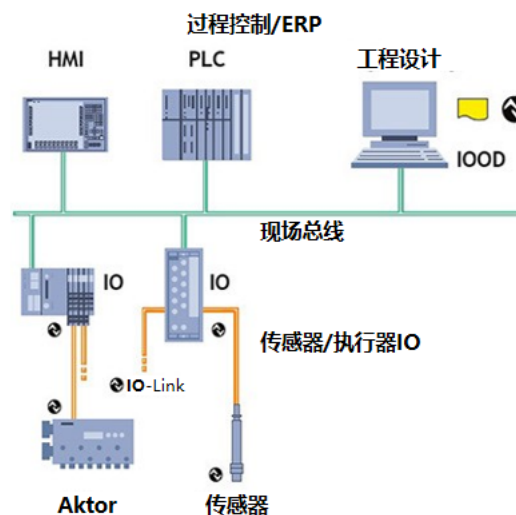 过程控制/ERP
HMI
PLC
工程设计
IOOD
现场总线
IO
IO
传感器/执行器IO
IO-Link
Aktor
传感器